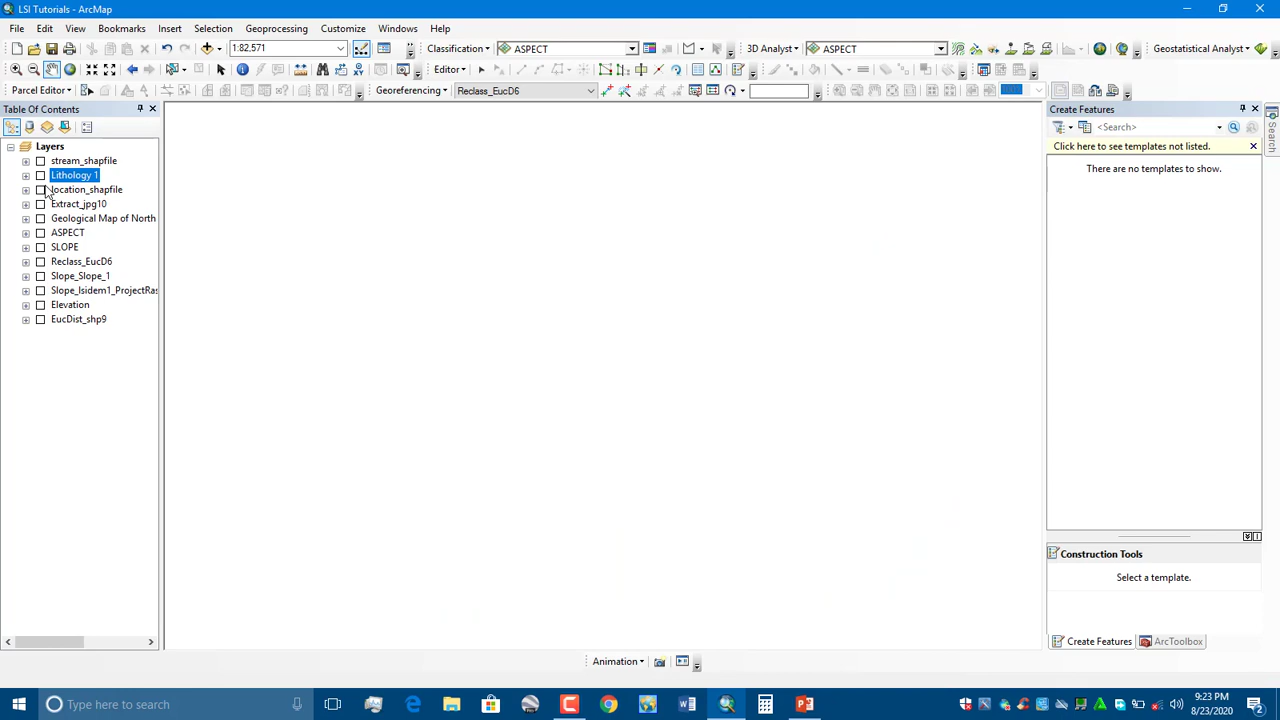 LSI Tutorials - ArcMap
File Edit View Bookmarks Insert Selection Geoprocessing Customize Windows Help
1:82,571 Classification ASPECT 3D Analyst ASPECT Geostatistical Analyst
Editor
Parcel Editor Georeferencing Reclass_EucD6
Table Of Contents
Layers
stream_shapfile
Lithology 1
location_shapfile
Extract_jpg10
Geological Map of North
ASPECT
SLOPE
Reclass_EucD6
Slope_Slope_1
Slope_lsidem1_ProjectRas
Elevation
EucDist_shp9
Create Features
<Search>
Click here to see templates not listed.
There are no templates to show.
Construction Tools
Select a template.
Create Features ArcToolbox
Search
Animation
Type here to search
9:23 PM
8/23/2020